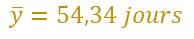 ȳ = 54,34 jours